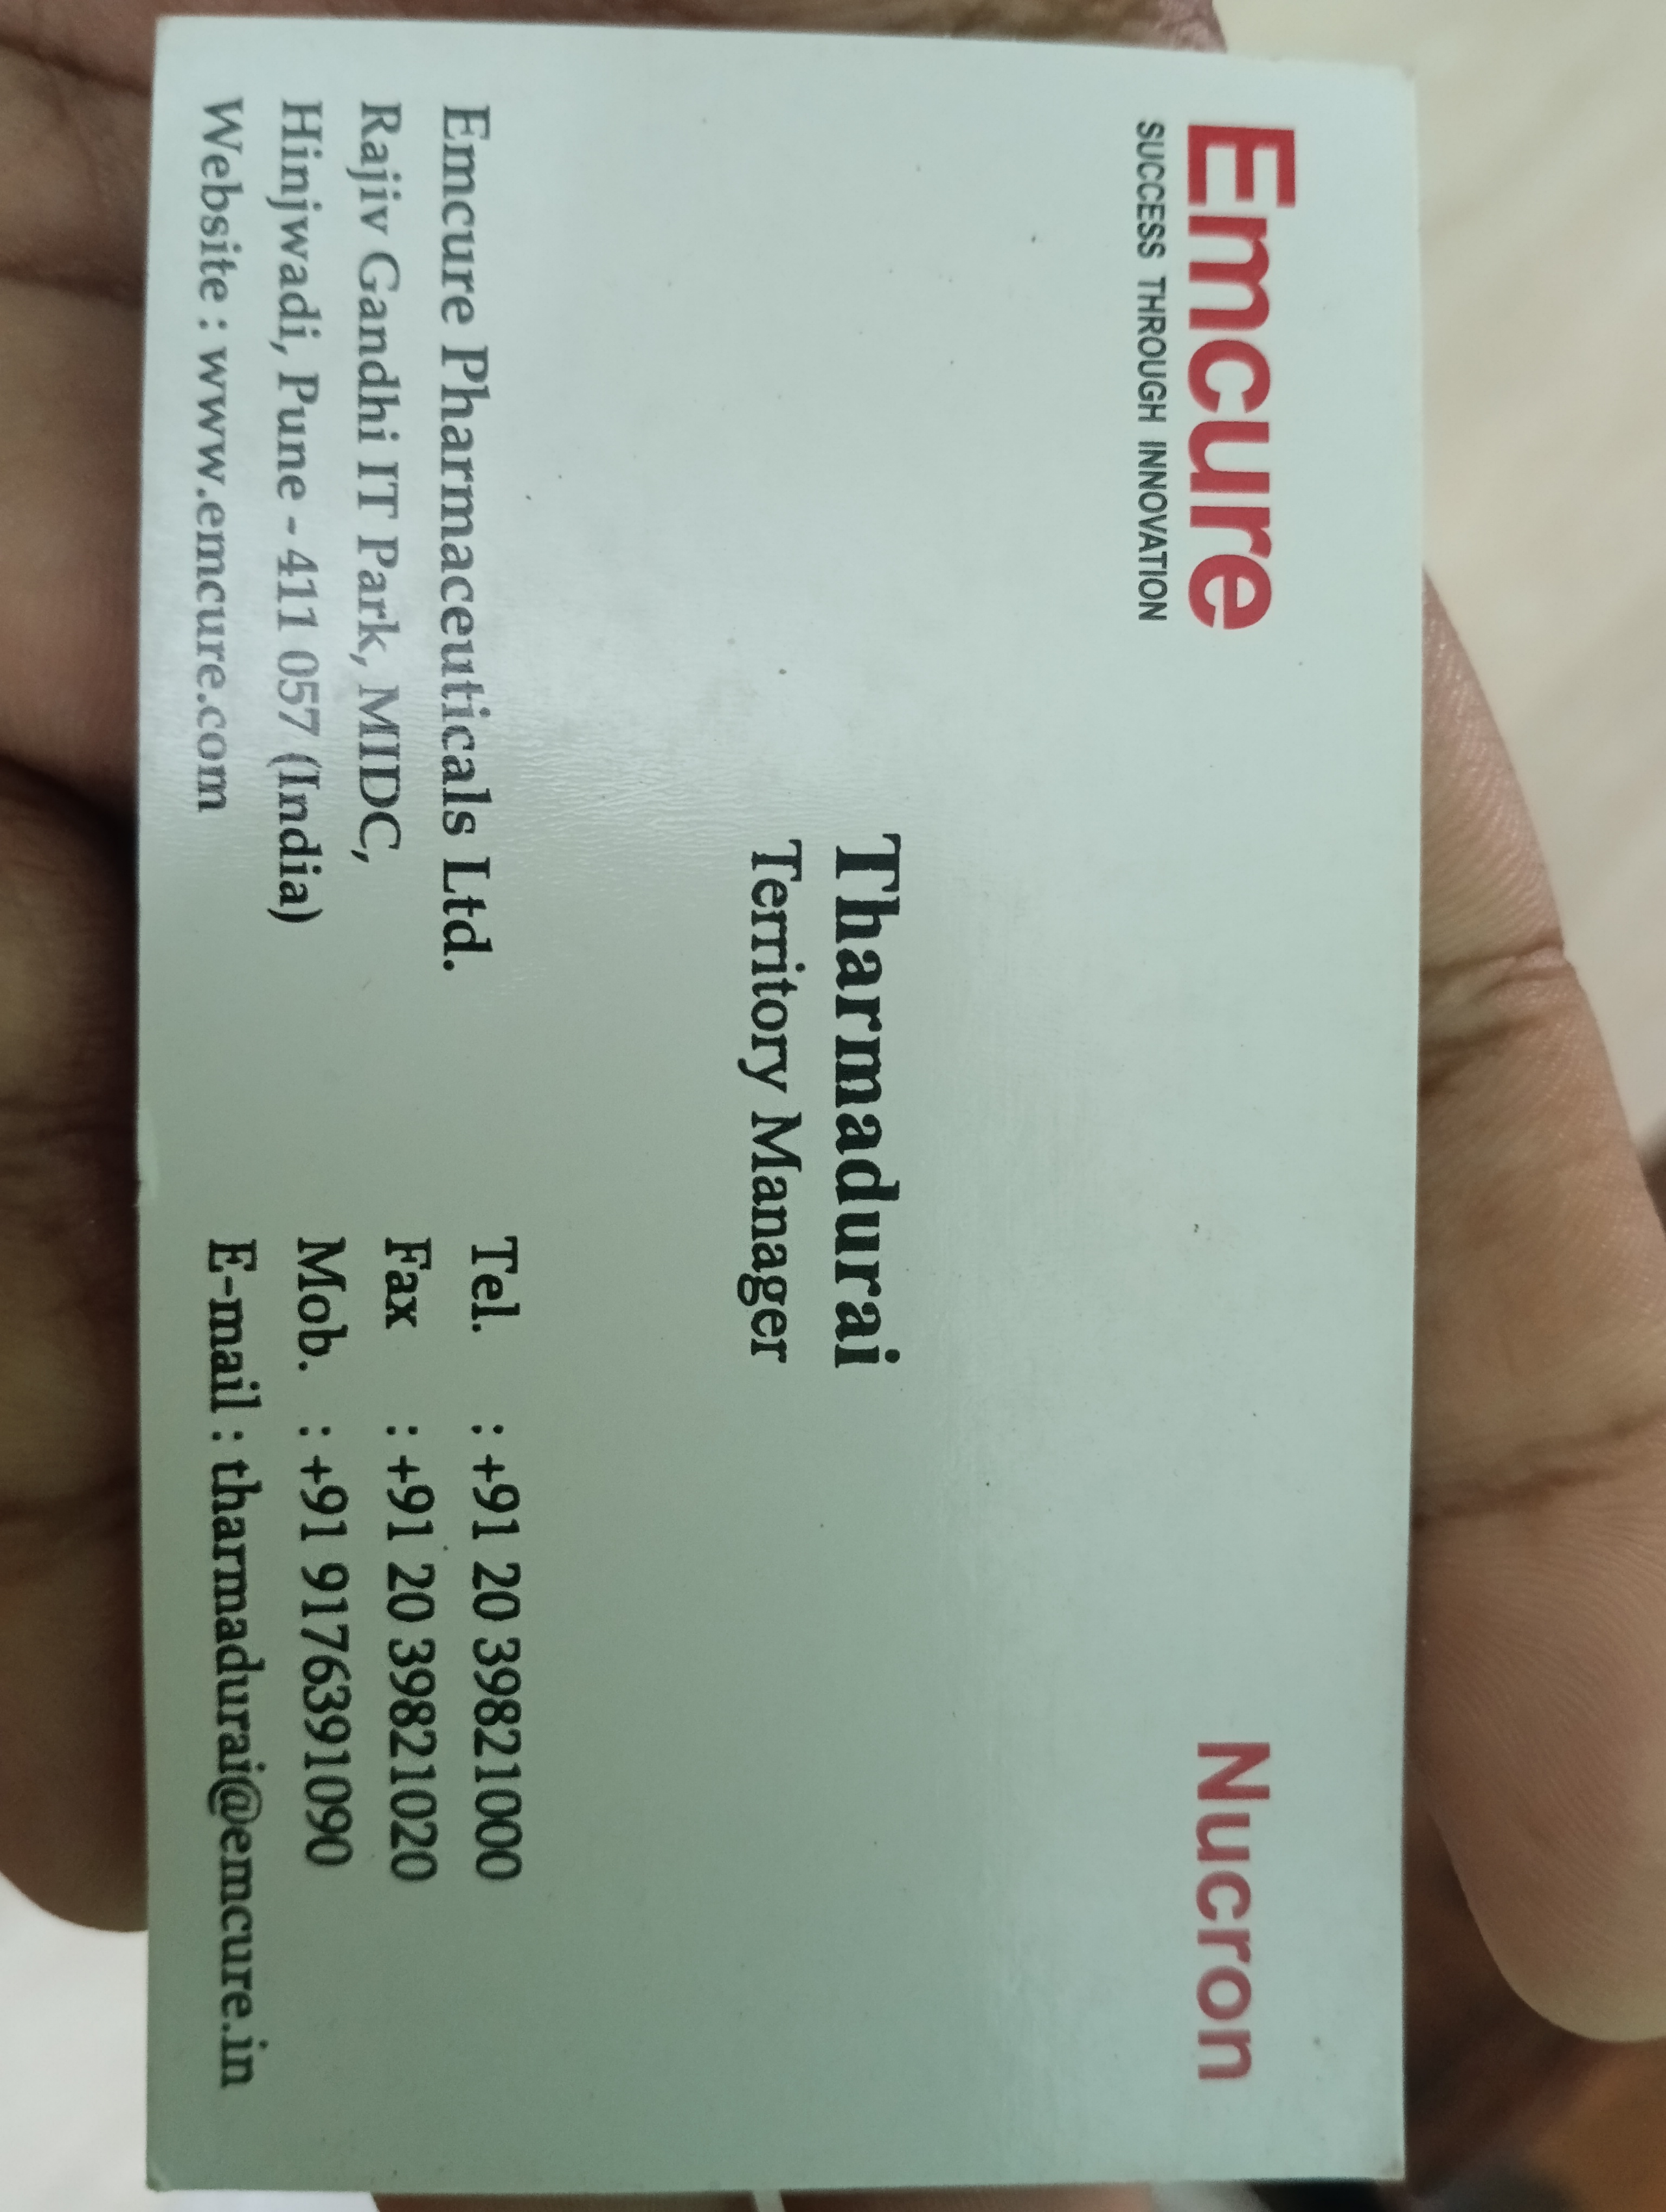 Emcure
SUCCESS THROUGH INNOVATION
Nucron
Tharmadurai
Territory Manager
Emcure Pharmaceuticals Ltd.
Rajiv Gandhi IT Park, MIDC,
Hinjwadi, Pune - 411 057 (India)
Website : www.emcure.com
Tel. : +91 20 39821000
Fax : +91 20 39821020
Mob. : +91 9176391090
E-mail : tharmadurai@emcure.in